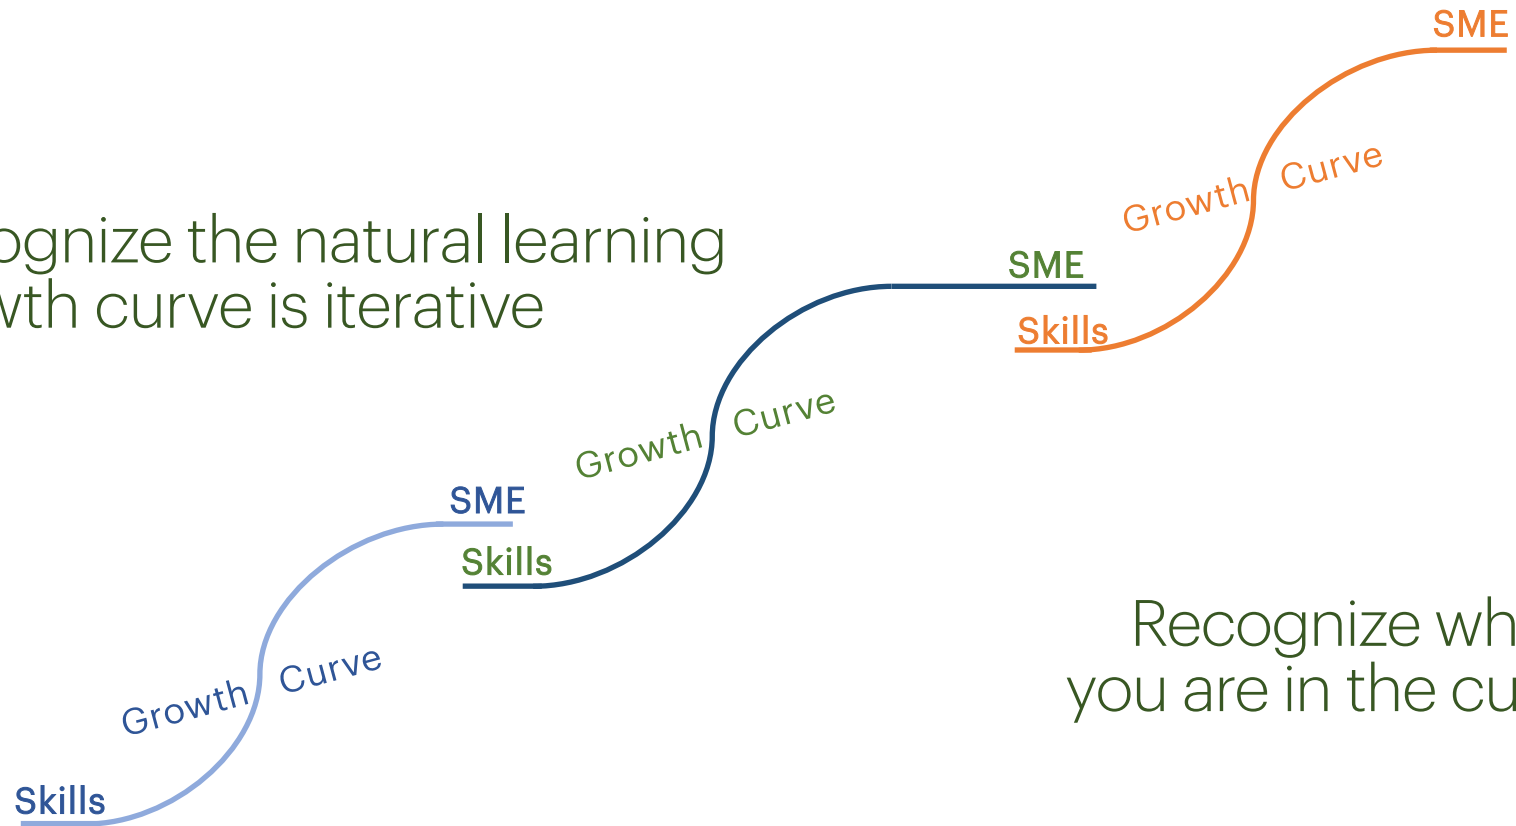 SME
Growth Curve
ognize the natural learning
wth curve is iterative
SME
Skills
Growth Curve
SME
Skills
Recognize wh
you are in the cu
Growth Curve
Skills